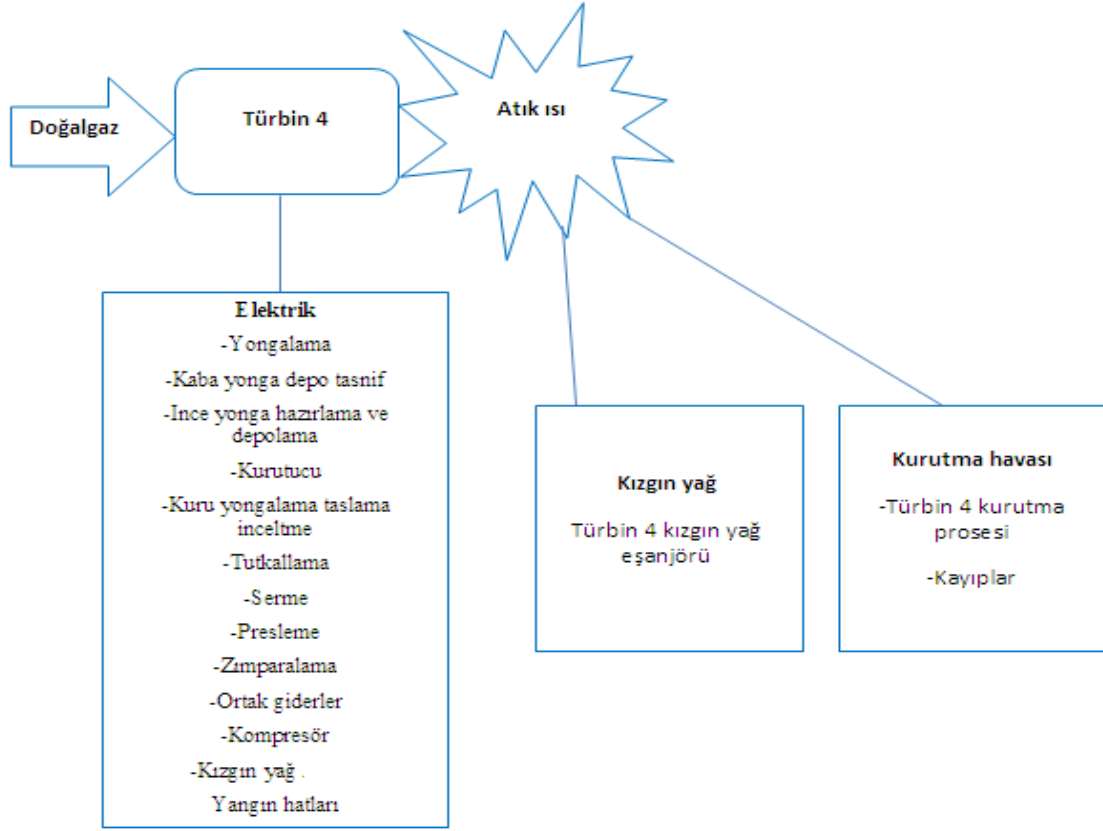 Doğalgaz
Türbin 4
Atık ısı
Elektrik
-Yongalama
-Kaba yonga depo tasnif
-Ince yonga hazırlama ve
depolama
-Kurutucu
-Kuru yongalama taslama
inceltme
-Tutkallama
-Serme
-Presleme
-Zımparalama
-Ortak giderler
-Kompresör
-Kızgın yağ .
Yangın hatları
Kızgın yağ
Türbin 4 kızgın yağ
eşanjörü
Kurutma havası
-Türbin 4 kurutma
prosesi
-Kayıplar